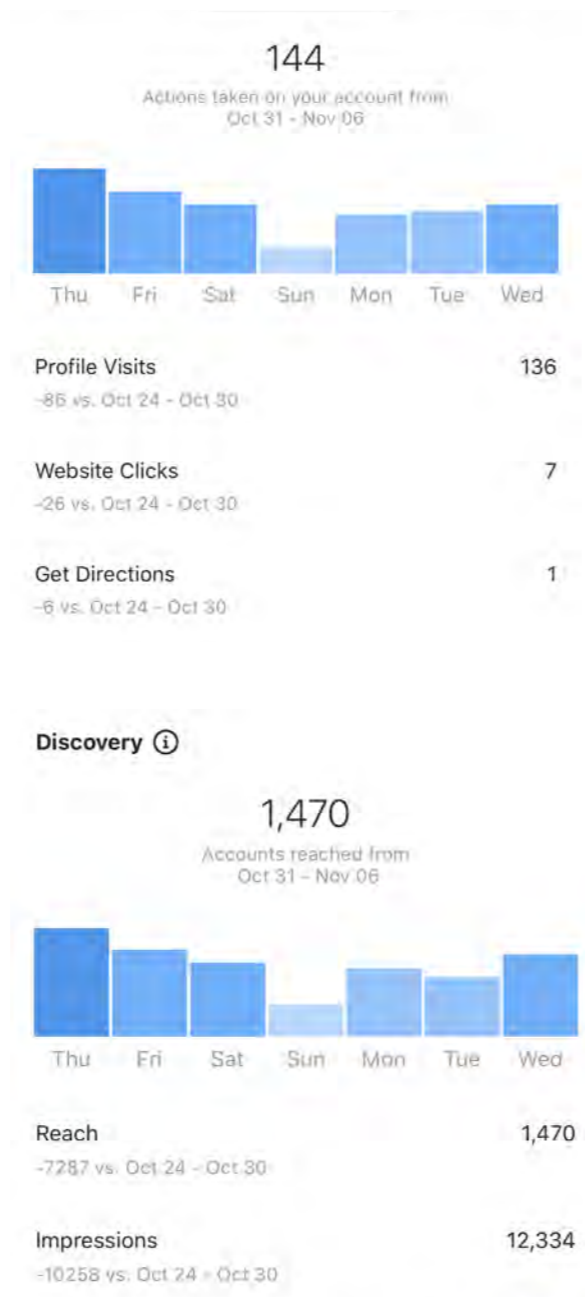 144
Actions taken on your account from
Oct 31 - Nov 06
Thu Fri Sat Sun Mon Tue Wed
Profile Visits 136
-86 vs. Oct 24 - Oct 30
Website Clicks 7
-26 vs. Oct 24 - Oct 30
Get Directions 1
-6 vs. Oct 24 - Oct 30
Discovery
1,470
Accounts reached from
Oct 31 - Nov 06
Thu Fri Sat Sun Mon Tue Wed
Reach 1,470
-7287 vs. Oct 24 - Oct 30
Impressions 12,334
-10258 vs. Oct 24 - Oct 30